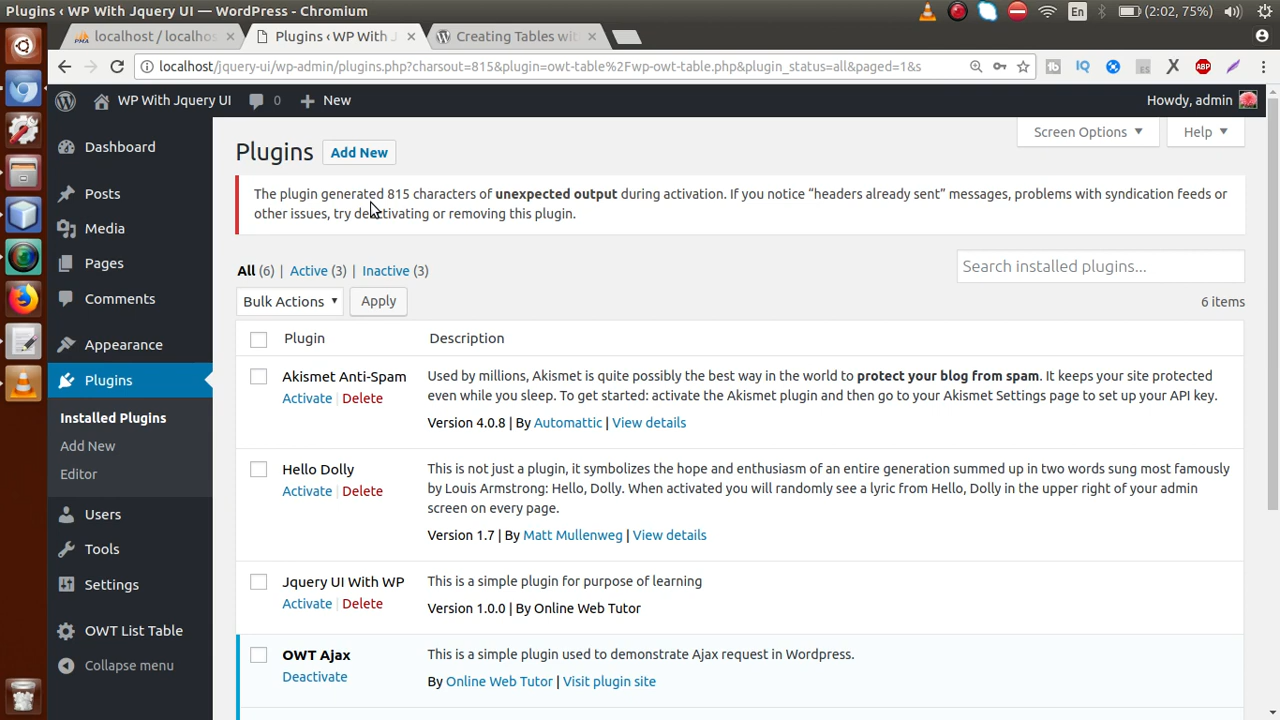 Plugins ‹ WP With Jquery UI — WordPress - Chromium
En
(2:02, 75%)
localhost / localhos
Plugins ‹ WP With J
Creating Tables wit
localhost/jquery-ui/wp-admin/plugins.php?charsout=815&plugin=owt-table%2Fwp-owt-table.php&plugin_status=all&paged=1&s
WP With Jquery UI
0
New
Howdy, admin
Dashboard
Posts
Media
Pages
Comments
Appearance
Plugins
Installed Plugins
Add New
Editor
Users
Tools
Settings
OWT List Table
Collapse menu
Screen Options
Help
Plugins
Add New
The plugin generated 815 characters of unexpected output during activation. If you notice “headers already sent” messages, problems with syndication feeds or
other issues, try deactivating or removing this plugin.
All (6) | Active (3) | Inactive (3)
Search installed plugins...
Bulk Actions
Apply
6 items
Plugin
Description
Akismet Anti-Spam
Activate | Delete
Used by millions, Akismet is quite possibly the best way in the world to protect your blog from spam. It keeps your site protected
even while you sleep. To get started: activate the Akismet plugin and then go to your Akismet Settings page to set up your API key.
Version 4.0.8 | By Automattic | View details
Hello Dolly
Activate | Delete
This is not just a plugin, it symbolizes the hope and enthusiasm of an entire generation summed up in two words sung most famously
by Louis Armstrong: Hello, Dolly. When activated you will randomly see a lyric from Hello, Dolly in the upper right of your admin
screen on every page.
Version 1.7 | By Matt Mullenweg | View details
Jquery UI With WP
Activate | Delete
This is a simple plugin for purpose of learning
Version 1.0.0 | By Online Web Tutor
OWT Ajax
Deactivate
This is a simple plugin used to demonstrate Ajax request in Wordpress.
By Online Web Tutor | Visit plugin site